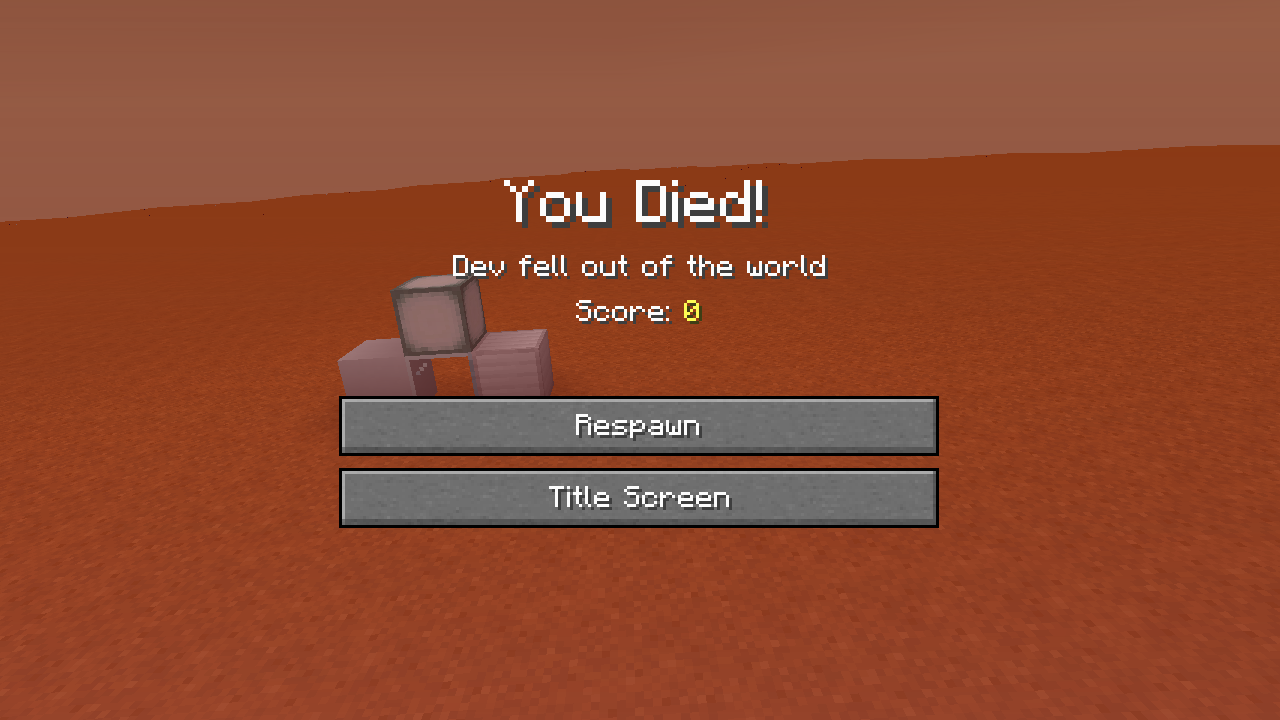 You Died!
Dev fell out of the world
Score: 0
Respawn
Title Screen